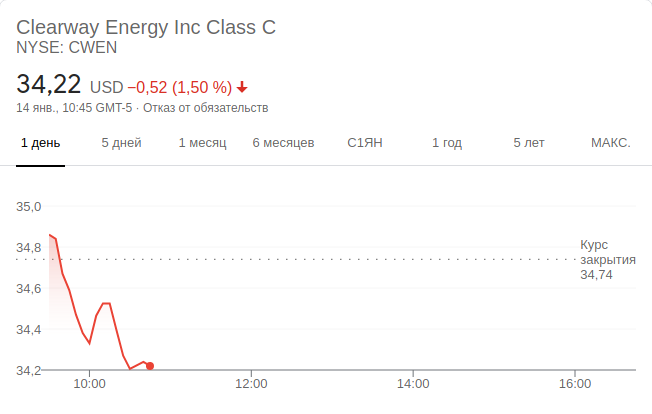 Clearway Energy Inc Class C
NYSE: CWEN
34,22 USD −0,52 (1,50 %)
14 янв., 10:45 GMT-5 · Отказ от обязательств
1 день 5 дней 1 месяц 6 месяцев С1ЯН 1 год 5 лет МАКС.
35,0
34,8
34,6
34,4
34,2
Курс
закрытия
34,74
10:00 12:00 14:00 16:00